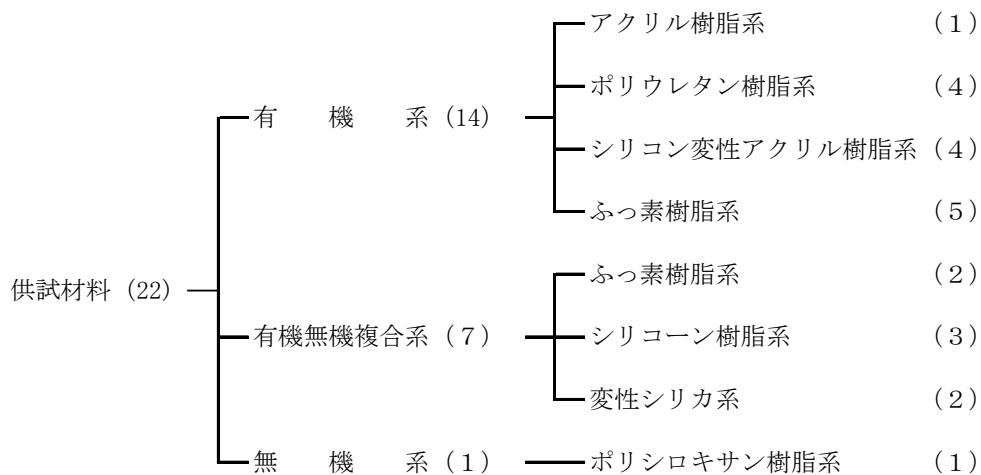 アクリル樹脂系 (1)
ポリウレタン樹脂系 (4)
有 機 系 (14)
シリコン変性アクリル樹脂系 (4)
ふっ素樹脂系 (5)
ふっ素樹脂系 (2)
供試材料 (22)
有機無機複合系 (7)
シリコーン樹脂系 (3)
変性シリカ系 (2)
無 機 系 (1)
ポリシロキサン樹脂系 (1)